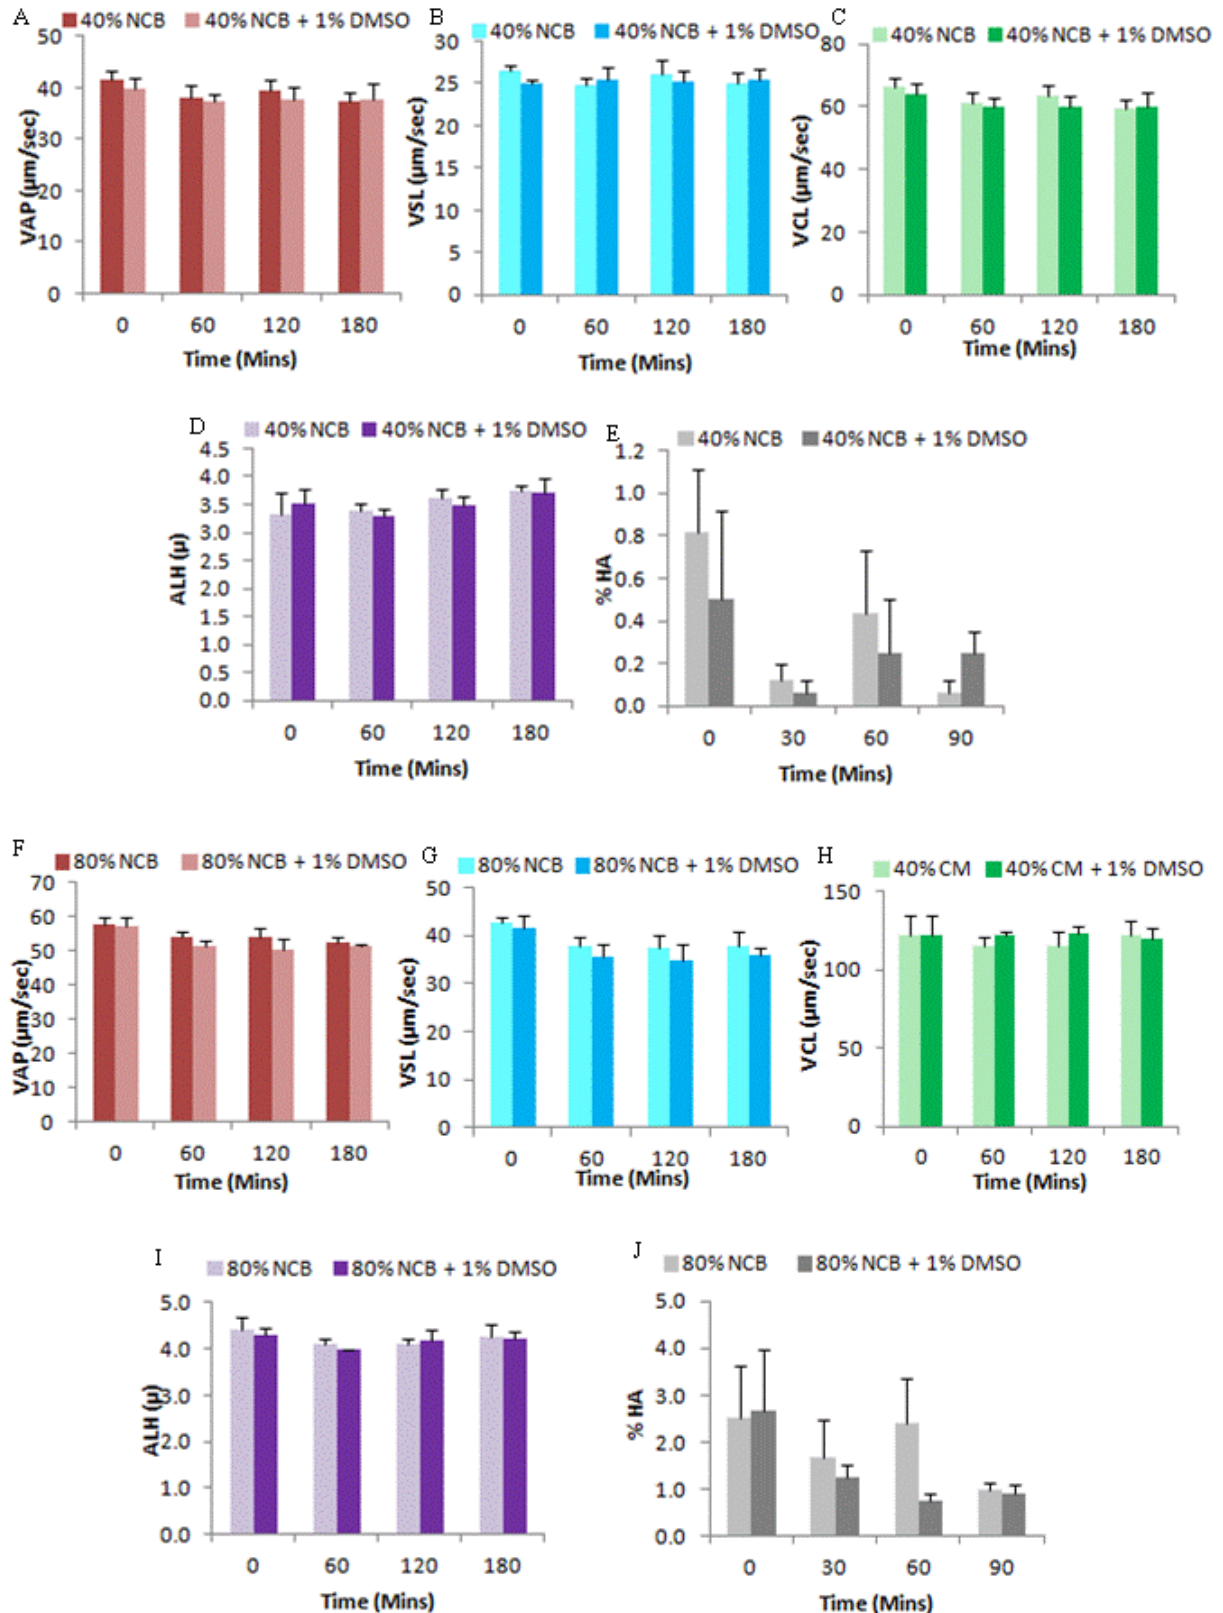 A 40% NCB 40% NCB + 1% DMSO
50
40
30
20
10
0
VAP (µm/sec)
0 60 120 180
Time (Mins)
B 40% NCB 40% NCB + 1% DMSO
30
25
20
15
10
5
0
VSL (µm/sec)
0 60 120 180
Time (Mins)
C 40% NCB 40% NCB + 1% DMSO
80
60
40
20
0
VCL (µm/sec)
0 60 120 180
Time (Mins)
D 40% NCB 40% NCB + 1% DMSO
4.5
4.0
3.5
3.0
2.5
2.0
1.5
1.0
0.5
0.0
ALH (µ)
0 60 120 180
Time (Mins)
E 40% NCB 40% NCB + 1% DMSO
1.2
1.0
0.8
0.6
0.4
0.2
0.0
% HA
0 30 60 90
Time (Mins)
F 80% NCB 80% NCB + 1% DMSO
70
60
50
40
30
20
10
0
VAP (µm/sec)
0 60 120 180
Time (Mins)
G 80% NCB 80% NCB + 1% DMSO
50
40
30
20
10
0
VSL (µm/sec)
0 60 120 180
Time (Mins)
H 40% CM 40% CM + 1% DMSO
150
100
50
0
VCL (µm/sec)
0 60 120 180
Time (Mins)
I 80% NCB 80% NCB + 1% DMSO
5.0
4.0
3.0
2.0
1.0
0.0
ALH (µ)
0 60 120 180
Time (Mins)
J 80% NCB 80% NCB + 1% DMSO
5.0
4.0
3.0
2.0
1.0
0.0
% HA
0 30 60 90
Time (Mins)